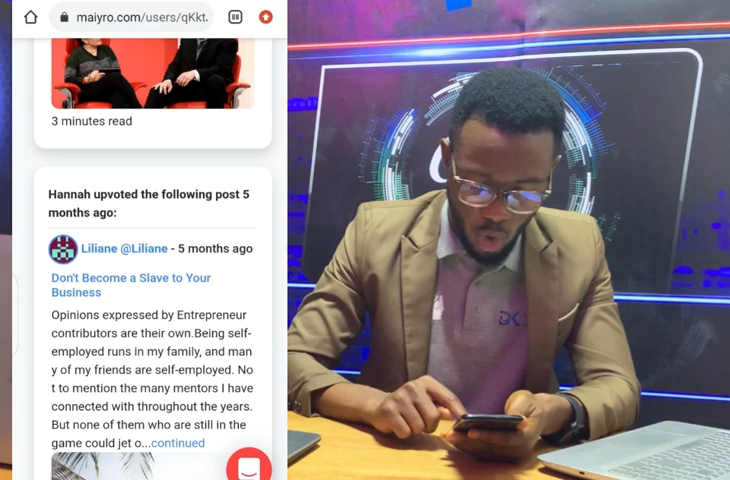 maiyro.com/users/qKkt.
88
3 minutes read
Hannah upvoted the following post 5
months ago:
Liliane @Liliane - 5 months ago
Don't Become a Slave to Your
Business
Opinions expressed by Entrepreneur
contributors are their own.Being self-
employed runs in my family, and man
y of my friends are self-employed. No
t to mention the many mentors I have
connected with throughout the years.
But none of them who are still in the
game could jet o...continued